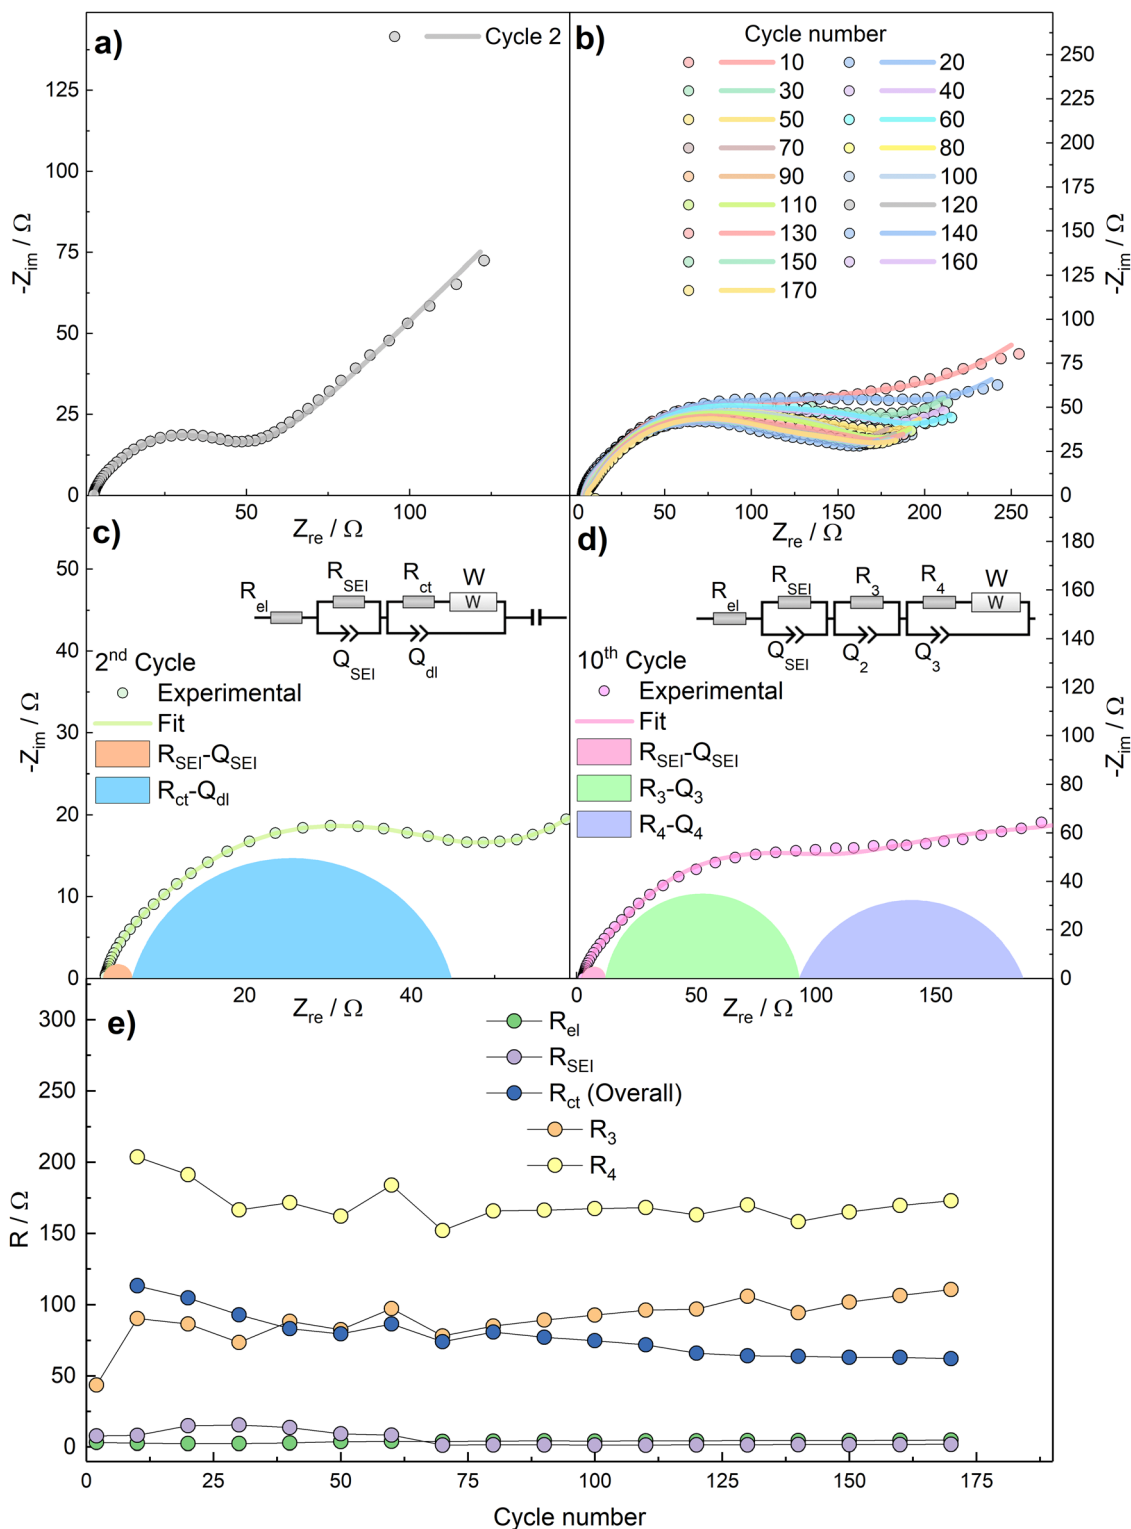 a)
Cycle 2
-Z_im / Ω
125
100
75
50
25
0
50
100
Z_re / Ω
b)
Cycle number
10 20
30 40
50 60
70 80
90 100
110 120
130 140
150 160
170
-Z_im / Ω
250
225
200
175
150
125
100
75
50
25
0
0 50 100 150 200 250
Z_re / Ω
c)
R_el
R_SEI
R_ct
W
W
Q_SEI
Q_dl
2nd Cycle
Experimental
Fit
R_SEI-Q_SEI
R_ct-Q_dl
-Z_im / Ω
50
40
30
20
10
0
20 40
Z_re / Ω
d)
R_el
R_SEI
R_3
R_4
W
W
Q_SEI
Q_2
Q_3
10th Cycle
Experimental
Fit
R_SEI-Q_SEI
R_3-Q_3
R_4-Q_4
-Z_im / Ω
180
160
140
120
100
80
60
40
20
0
0 50 100 150
Z_re / Ω
e)
R_el
R_SEI
R_ct (Overall)
R_3
R_4
R / Ω
300
250
200
150
100
50
0
0 25 50 75 100 125 150 175
Cycle number